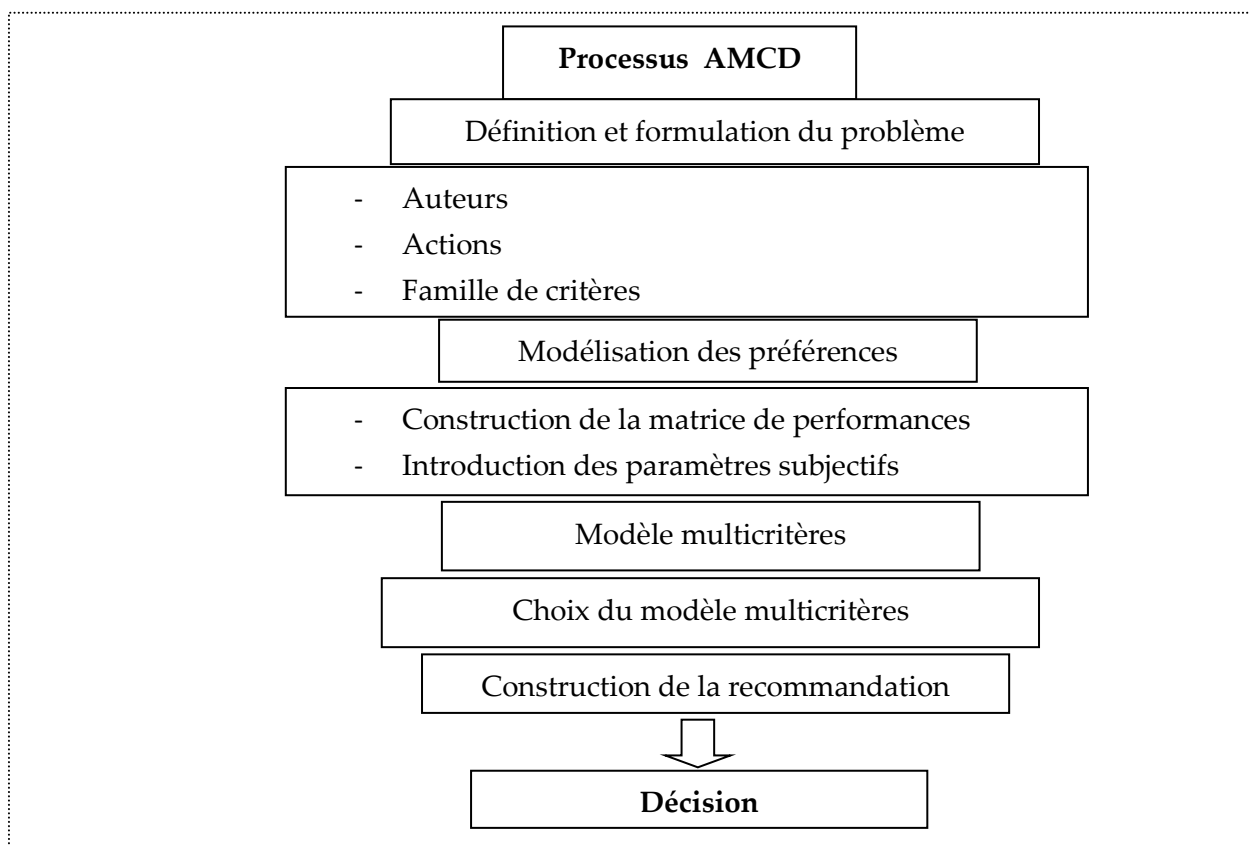 Processus AMCD
Définition et formulation du problème
- Auteurs
- Actions
- Famille de critères
Modélisation des préférences
- Construction de la matrice de performances
- Introduction des paramètres subjectifs
Modèle multicritères
Choix du modèle multicritères
Construction de la recommandation
Décision